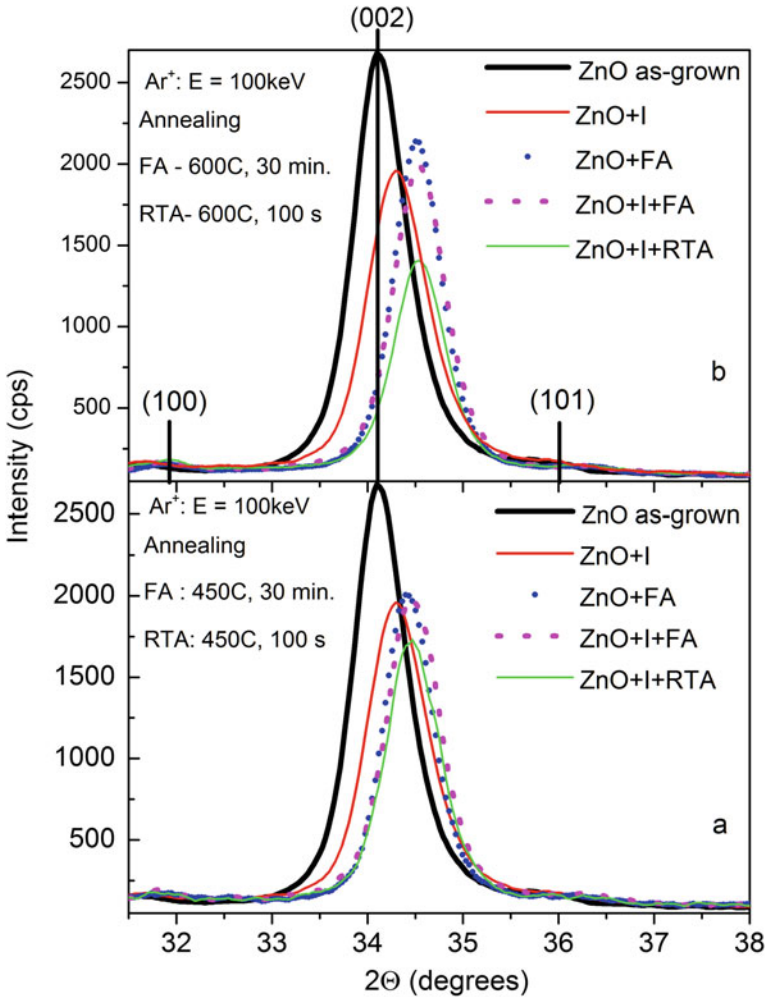 (002)
2500
2000
1500
1000
500
Ar⁺: E = 100keV
Annealing
FA - 600C, 30 min.
RTA- 600C, 100 s
ZnO as-grown
ZnO+I
ZnO+FA
ZnO+I+FA
ZnO+I+RTA
b
(100)
(101)
Intensity (cps)
2500
2000
1500
1000
500
Ar⁺: E = 100keV
Annealing
FA : 450C, 30 min.
RTA: 450C, 100 s
ZnO as-grown
ZnO+I
ZnO+FA
ZnO+I+FA
ZnO+I+RTA
a
32 33 34 35 36 37 38
2Θ (degrees)